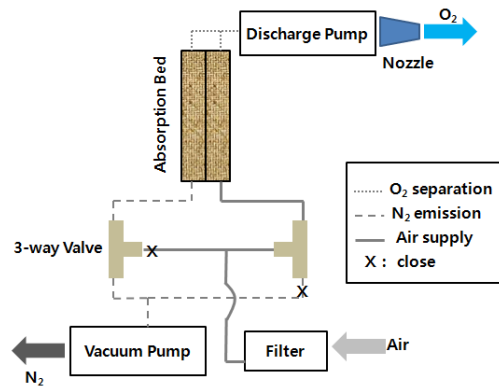 O2
Discharge Pump
Nozzle
Absorption Bed
O2 separation
N2 emission
Air supply
X : close
3-way Valve
X
X
Air
Vacuum Pump
Filter
N2